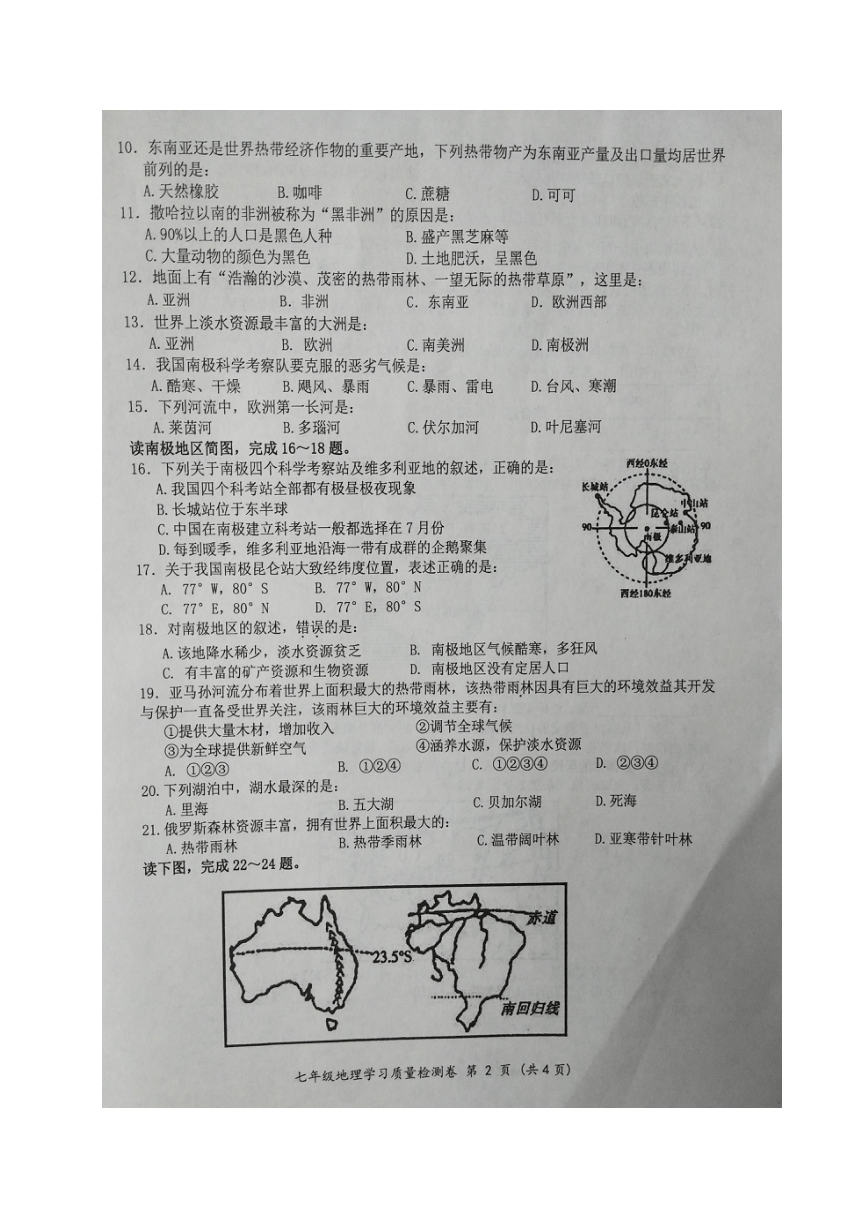 10. 东南亚还是世界热带经济作物的重要产地，下列热带物产为东南亚产量及出口量均居世界
前列的是：
A.天然橡胶 B.咖啡 C.蔗糖 D.可可
11. 撒哈拉以南的非洲被称为“黑非洲”的原因是：
A.90%以上的人口是黑色人种 B.盛产黑芝麻等
C.大量动物的颜色为黑色 D.土地肥沃，呈黑色
12. 地面上有“浩瀚的沙漠、茂密的热带雨林、一望无际的热带草原”，这里是：
A.亚洲 B. 非洲 C. 东南亚 D. 欧洲西部
13. 世界上淡水资源最丰富的大洲是：
A.亚洲 B. 欧洲 C.南美洲 D.南极洲
14. 我国南极科学考察队要克服的恶劣气候是：
A.酷寒、干燥 B.飓风、暴雨 C.暴雨、雷电 D.台风、寒潮
15. 下列河流中，欧洲第一长河是：
A.莱茵河 B.多瑙河 C.伏尔加河 D.叶尼塞河
读南极地区简图，完成16～18题。
16. 下列关于南极四个科学考察站及维多利亚地的叙述，正确的是：
A.我国四个科考站全部都有极昼极夜现象
B.长城站位于东半球
C.中国在南极建立科考站一般都选择在7月份
D.每到暖季，维多利亚地沿海一带有成群的企鹅聚集
西经0东经
长城站
中山站
昆仑站
90
泰山站
90
南极
维多利亚地
西经180东经
17. 关于我国南极昆仑站大致经纬度位置，表述正确的是：
A. 77°W，80°S B. 77°W，80°N
C. 77°E，80°N D. 77°E，80°S
18. 对南极地区的叙述，错误的是：
A.该地降水稀少，淡水资源贫乏 B. 南极地区气候酷寒，多狂风
C. 有丰富的矿产资源和生物资源 D. 南极地区没有定居人口
19. 亚马孙河流分布着世界上面积最大的热带雨林，该热带雨林因具有巨大的环境效益其开发
与保护一直备受世界关注，该雨林巨大的环境效益主要有：
①提供大量木材，增加收入 ②调节全球气候
③为全球提供新鲜空气 ④涵养水源，保护淡水资源
A. ①②③ B. ①②④ C. ①②③④ D. ②③④
20.下列湖泊中，湖水最深的是：
A.里海 B.五大湖 C.贝加尔湖 D.死海
21.俄罗斯森林资源丰富，拥有世界上面积最大的：
A.热带雨林 B.热带季雨林 C.温带阔叶林 D.亚寒带针叶林
读下图，完成22～24题。
赤道
23.5°S
南回归线
七年级地理学习质量检测卷 第 2 页 (共4页)